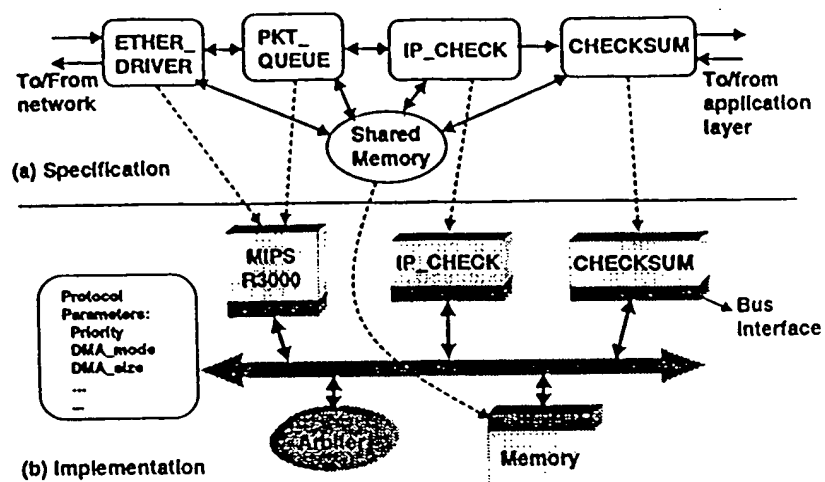 ETHER_
DRIVER
PKT_
QUEUE
IP_CHECK
CHECKSUM
To/From
network
To/from
application
layer
Shared
Memory
(a) Specification
MIPS
R3000
IP_CHECK
CHECKSUM
Protocol
Parameters:
Priority
DMA_mode
DMA_size
...
...
Bus
Interface
Arbiter
Memory
(b) Implementation